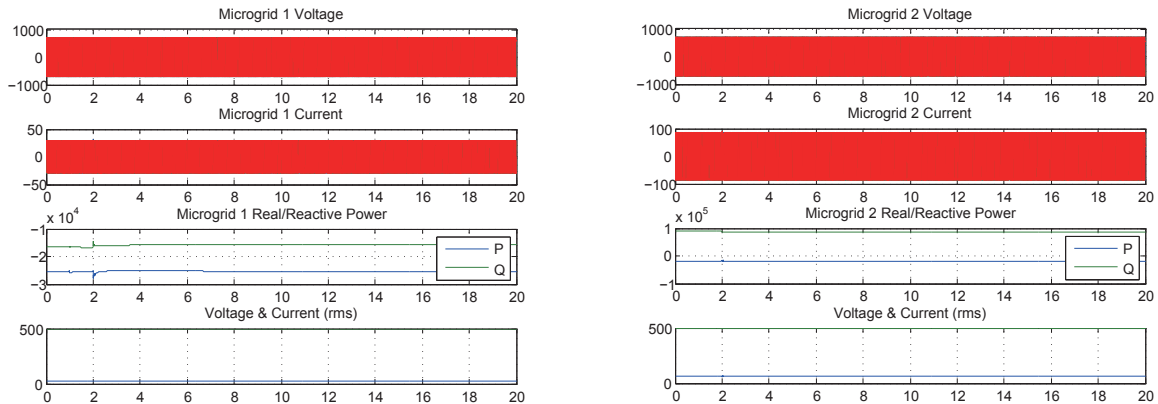 Microgrid 1 Voltage
1000
0
−1000
0 2 4 6 8 10 12 14 16 18 20
Microgrid 1 Current
50
0
−50
0 2 4 6 8 10 12 14 16 18 20
x 10^4
Microgrid 1 Real/Reactive Power
−1
−2
−3
P
Q
0 2 4 6 8 10 12 14 16 18 20
Voltage & Current (rms)
500
0
0 2 4 6 8 10 12 14 16 18 20
Microgrid 2 Voltage
1000
0
−1000
0 2 4 6 8 10 12 14 16 18 20
Microgrid 2 Current
100
0
−100
0 2 4 6 8 10 12 14 16 18 20
x 10^5
Microgrid 2 Real/Reactive Power
1
0
−1
P
Q
0 2 4 6 8 10 12 14 16 18 20
Voltage & Current (rms)
500
0
0 2 4 6 8 10 12 14 16 18 20